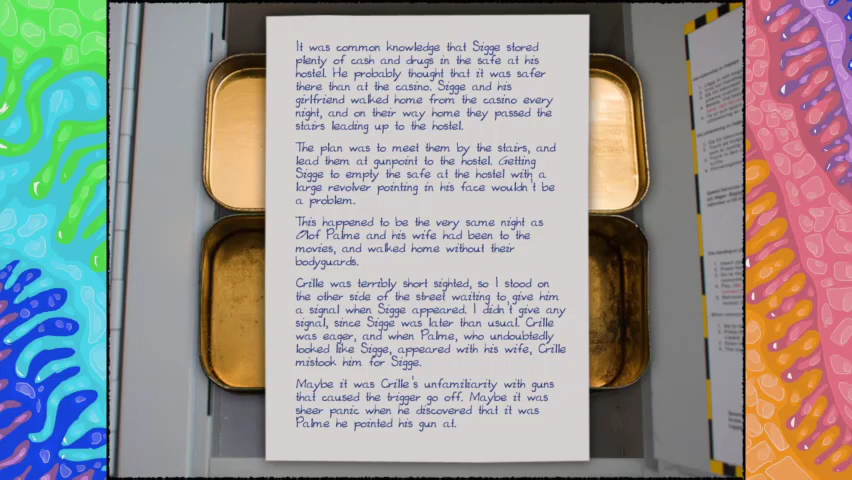 It was common knowledge that Sigge stored
plenty of cash and drugs in the safe at his
hostel. He probably thought that it was safer
there than at the casino. Sigge and his
girlfriend walked home from the casino every
night, and on their way home they passed the
stairs leading up to the hostel.
The plan was to meet them by the stairs, and
lead them at gunpoint to the hostel. Getting
Sigge to empty the safe at the hostel with a
large revolver pointing in his face wouldn't be
a problem.
This happened to be the very same night as
Olof Palme and his wife had been to the
movies, and walked home without their
bodyguards.
Crille was terribly short sighted, so I stood on
the other side of the street waiting to give him
a signal when Sigge appeared. I didn't give any
signal, since Sigge was later than usual. Crille
was eager, and when Palme, who undoubtedly
looked like Sigge, appeared with his wife, Crille
mistook him for Sigge.
Maybe it was Crille's unfamiliarity with guns
that caused the trigger go off. Maybe it was
sheer panic when he discovered that it was
Palme he pointed his gun at.